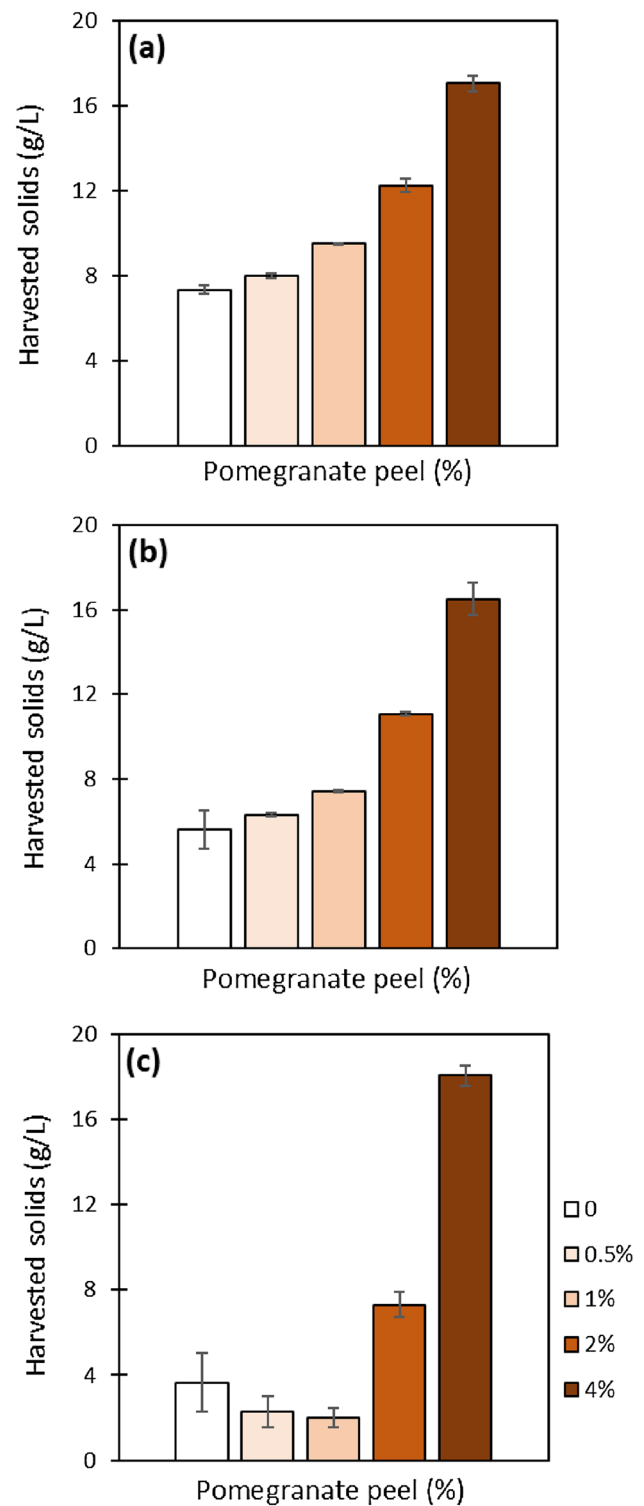 (a)
Harvested solids (g/L)
20
16
12
8
4
0
Pomegranate peel (%)
(b)
Harvested solids (g/L)
20
16
12
8
4
0
Pomegranate peel (%)
(c)
Harvested solids (g/L)
20
16
12
8
4
0
Pomegranate peel (%)
0
0.5%
1%
2%
4%